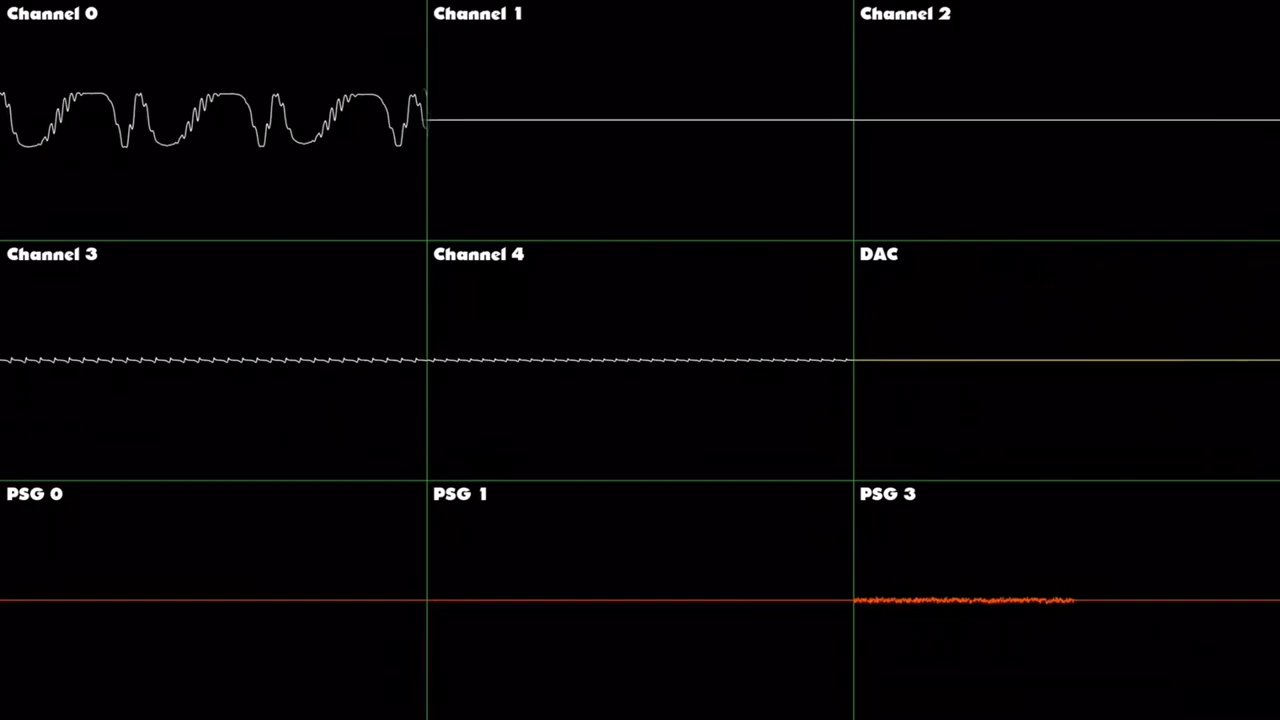 Channel 0
Channel 1
Channel 2
Channel 3
Channel 4
DAC
PSG 0
PSG 1
PSG 3